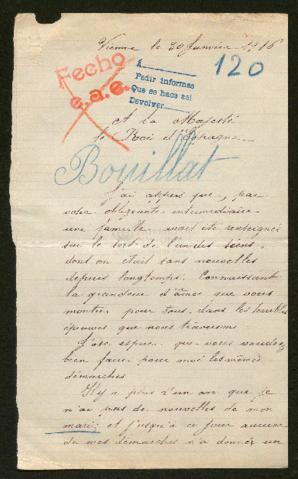 Vienne le 30 Janvier 1916
Fecho
e.a.e.
A
Pedir informes
Que se hace así
Devolver
120
A Sa Majesté
le Roi d'Espagne
Bouillat
J'ai appris que, par
votre obligeante intermédiaire
une famille, avait été renseignée
sur le sort de l'un des siens,
dont on était sans nouvelles
depuis longtemps. Connaissant
la grandeur d'âme que vous
montrez pour tous, dans les terribles
épreuves que nous traversons
J'ose espérer que vous voudrez
bien faire pour moi les mêmes
démarches
Il y a plus d'un an que je
n'ai pas de nouvelles de mon
mari; et jusqu'à ce jour aucune
de mes démarches n'a donné un